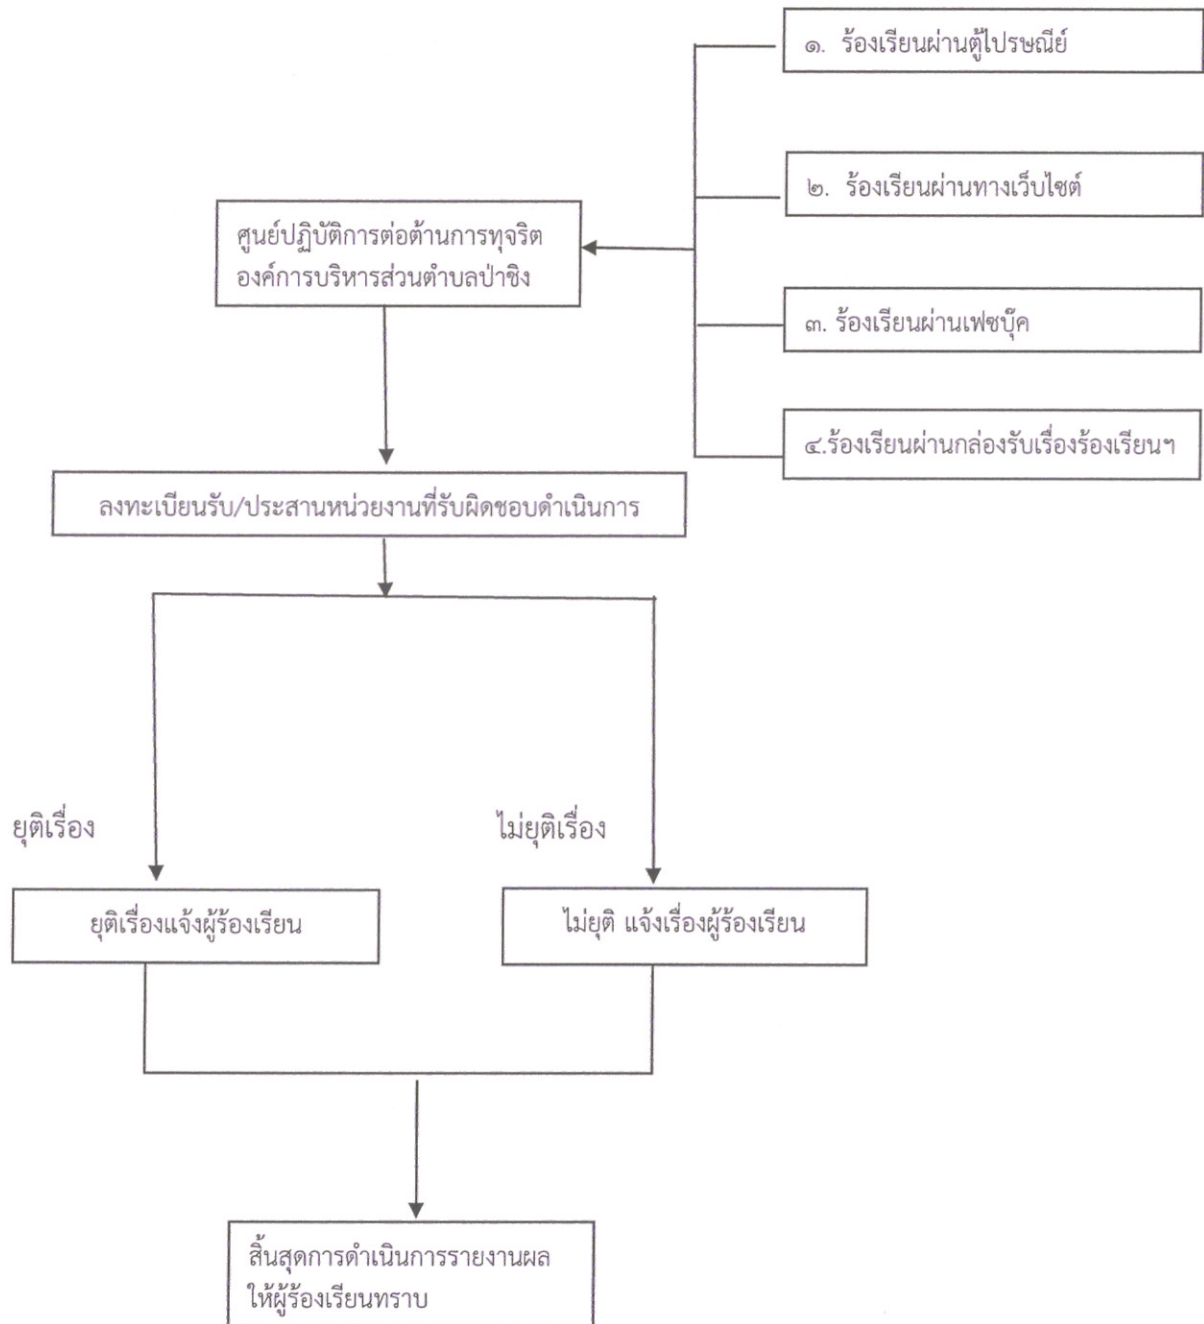 ๑. ร้องเรียนผ่านตู้ไปรษณีย์
๒. ร้องเรียนผ่านทางเว็บไซต์
ศูนย์ปฏิบัติการต่อต้านการทุจริต
องค์การบริหารส่วนตำบลป่าชิง
๓. ร้องเรียนผ่านเฟซบุ๊ค
๔.ร้องเรียนผ่านกล่องรับเรื่องร้องเรียนฯ
ลงทะเบียนรับ/ประสานหน่วยงานที่รับผิดชอบดำเนินการ
ยุติเรื่อง
ไม่ยุติเรื่อง
ยุติเรื่องแจ้งผู้ร้องเรียน
ไม่ยุติ แจ้งเรื่องผู้ร้องเรียน
สิ้นสุดการดำเนินการรายงานผล
ให้ผู้ร้องเรียนทราบ